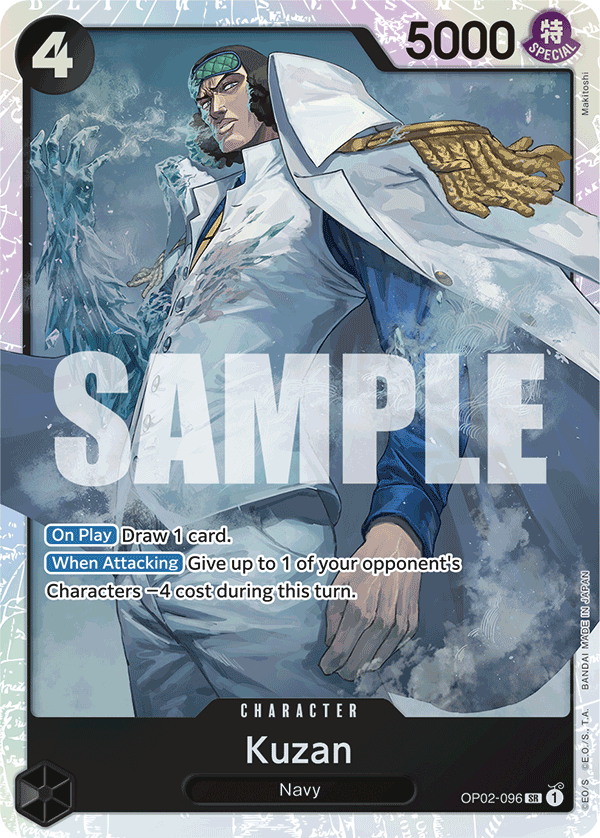 4
5000
特
SPECIAL
Makitoshi
SAMPLE
On Play Draw 1 card.
When Attacking Give up to 1 of your opponent's
Characters −4 cost during this turn.
CHARACTER
Kuzan
Navy
OP02-096 SR 1
©EO/S ©E.O./S., T.A. BANDAI MADE IN JAPAN